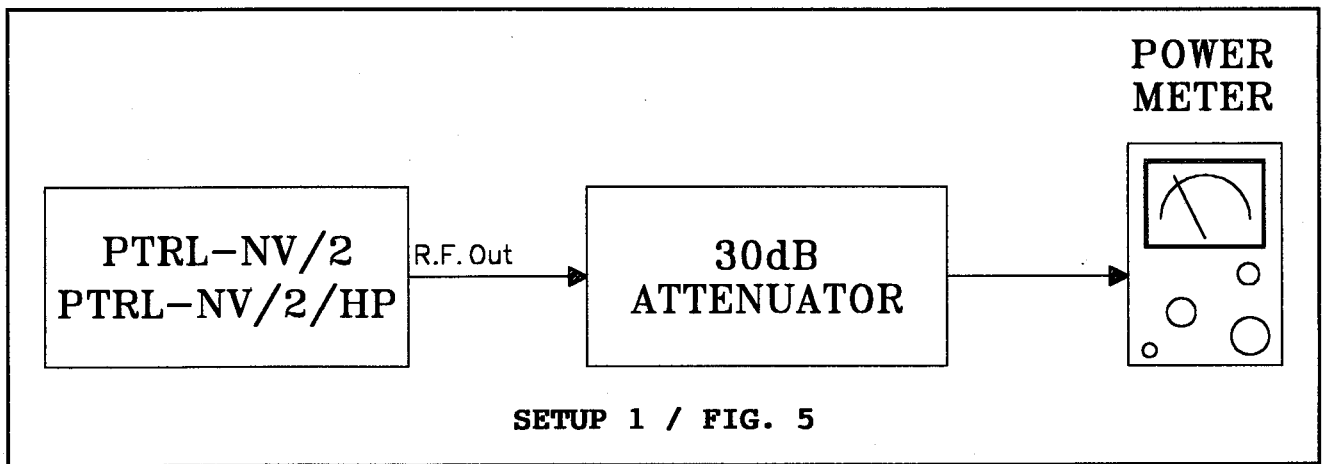 POWER
METER
PTRL-NV/2
PTRL-NV/2/HP
R.F. Out
30dB
ATTENUATOR
SETUP 1 / FIG. 5